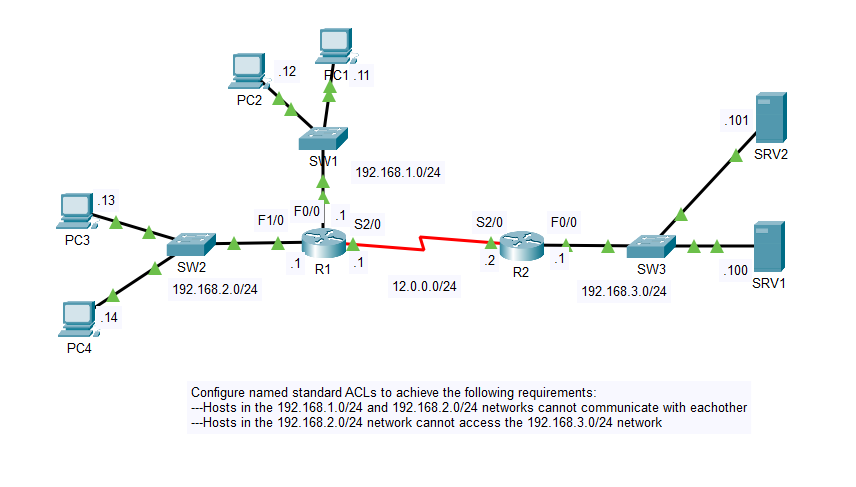 PC1 .11
.12
PC2
SW1
192.168.1.0/24
.101
SRV2
.13
PC3
F1/0
F0/0
.1
S2/0
S2/0
F0/0
SW2
.1
R1
.1
.2
R2
.1
SW3
.100
SRV1
192.168.2.0/24
12.0.0.0/24
192.168.3.0/24
.14
PC4
Configure named standard ACLs to achieve the following requirements:
---Hosts in the 192.168.1.0/24 and 192.168.2.0/24 networks cannot communicate with eachother
---Hosts in the 192.168.2.0/24 network cannot access the 192.168.3.0/24 network